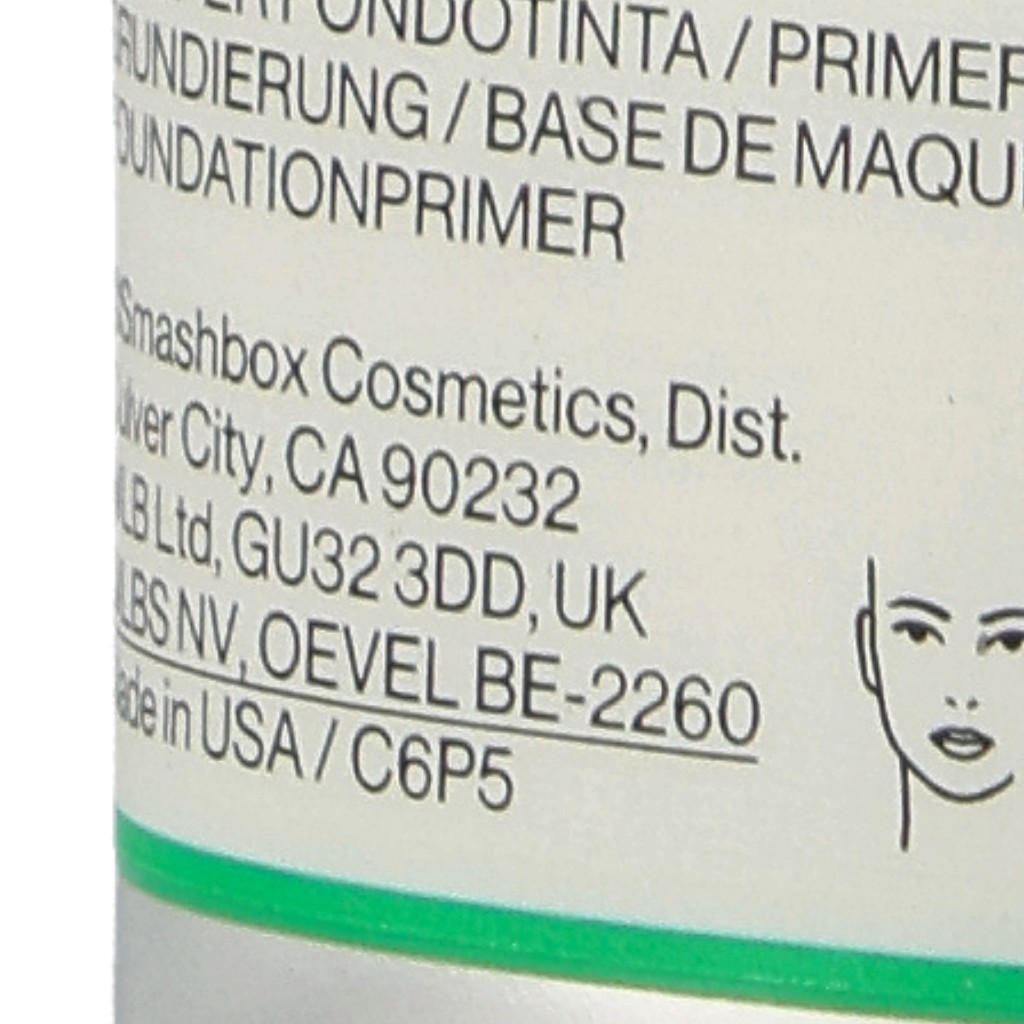 FONDOTINTA / PRIMER
RUNDIERUNG / BASE DE MAQU
OUNDATIONPRIMER
Smashbox Cosmetics, Dist.
ulver City, CA 90232
LB Ltd, GU32 3DD, UK
LBS NV, OEVEL BE-2260
ade in USA / C6P5